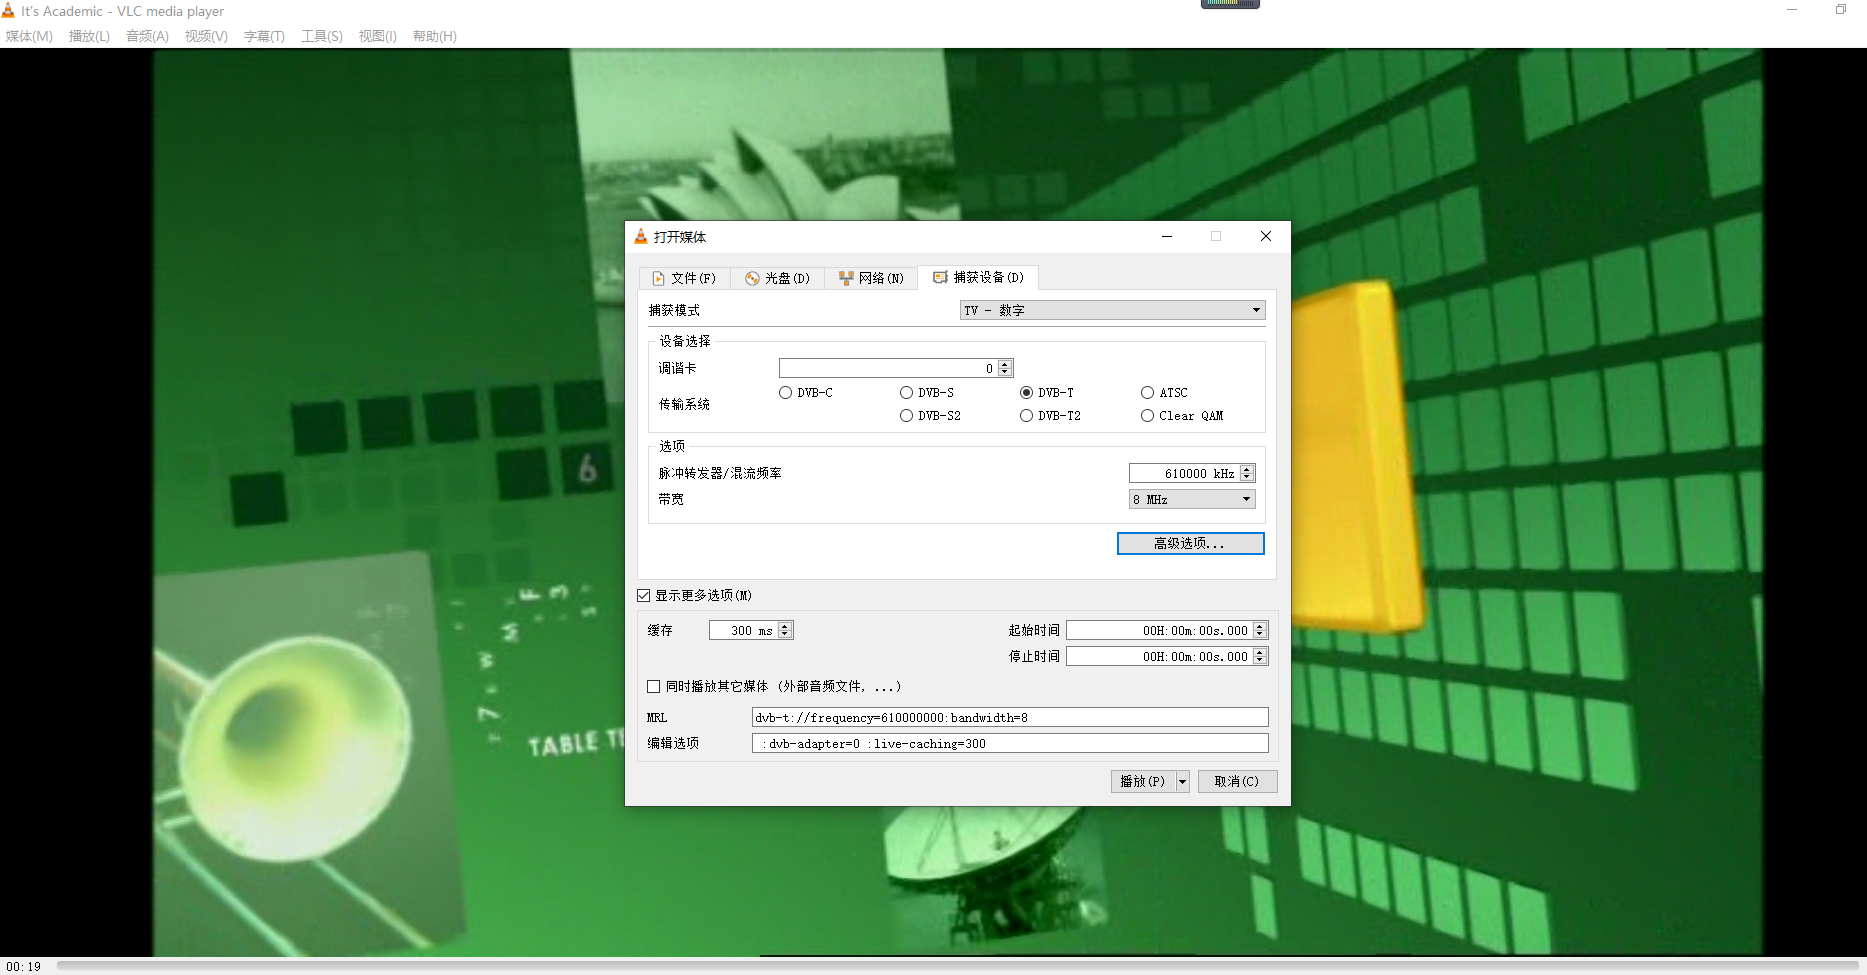 It's Academic - VLC media player
媒体(M) 播放(L) 音频(A) 视频(V) 字幕(T) 工具(S) 视图(I) 帮助(H)
打开媒体
文件(F) 光盘(D) 网络(N) 捕获设备(D)
捕获模式 TV - 数字
设备选择
调谐卡 0
传输系统
DVB-C DVB-S DVB-T ATSC
DVB-S2 DVB-T2 Clear QAM
选项
脉冲转发器/混流频率 610000 kHz
带宽 8 MHz
高级选项...
显示更多选项(M)
缓存 300 ms 起始时间 00H:00m:00s.000
停止时间 00H:00m:00s.000
同时播放其它媒体 (外部音频文件, ...)
MRL dvb-t://frequency=610000000:bandwidth=8
编辑选项 :dvb-adapter=0 :live-caching=300
播放(P) 取消(C)
6
TABLE
00:19